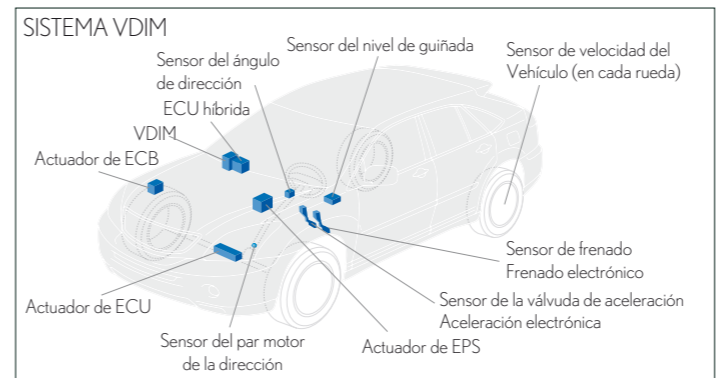 SISTEMA VDIM
Sensor del ángulo
de dirección
Sensor del nivel de guiñada
Sensor de velocidad del
Vehículo (en cada rueda)
ECU híbrida
VDIM
Actuador de ECB
Sensor de frenado
Frenado electrónico
Sensor de la válvuda de aceleración
Aceleración electrónica
Actuador de ECU
Sensor del par motor
de la dirección
Actuador de EPS